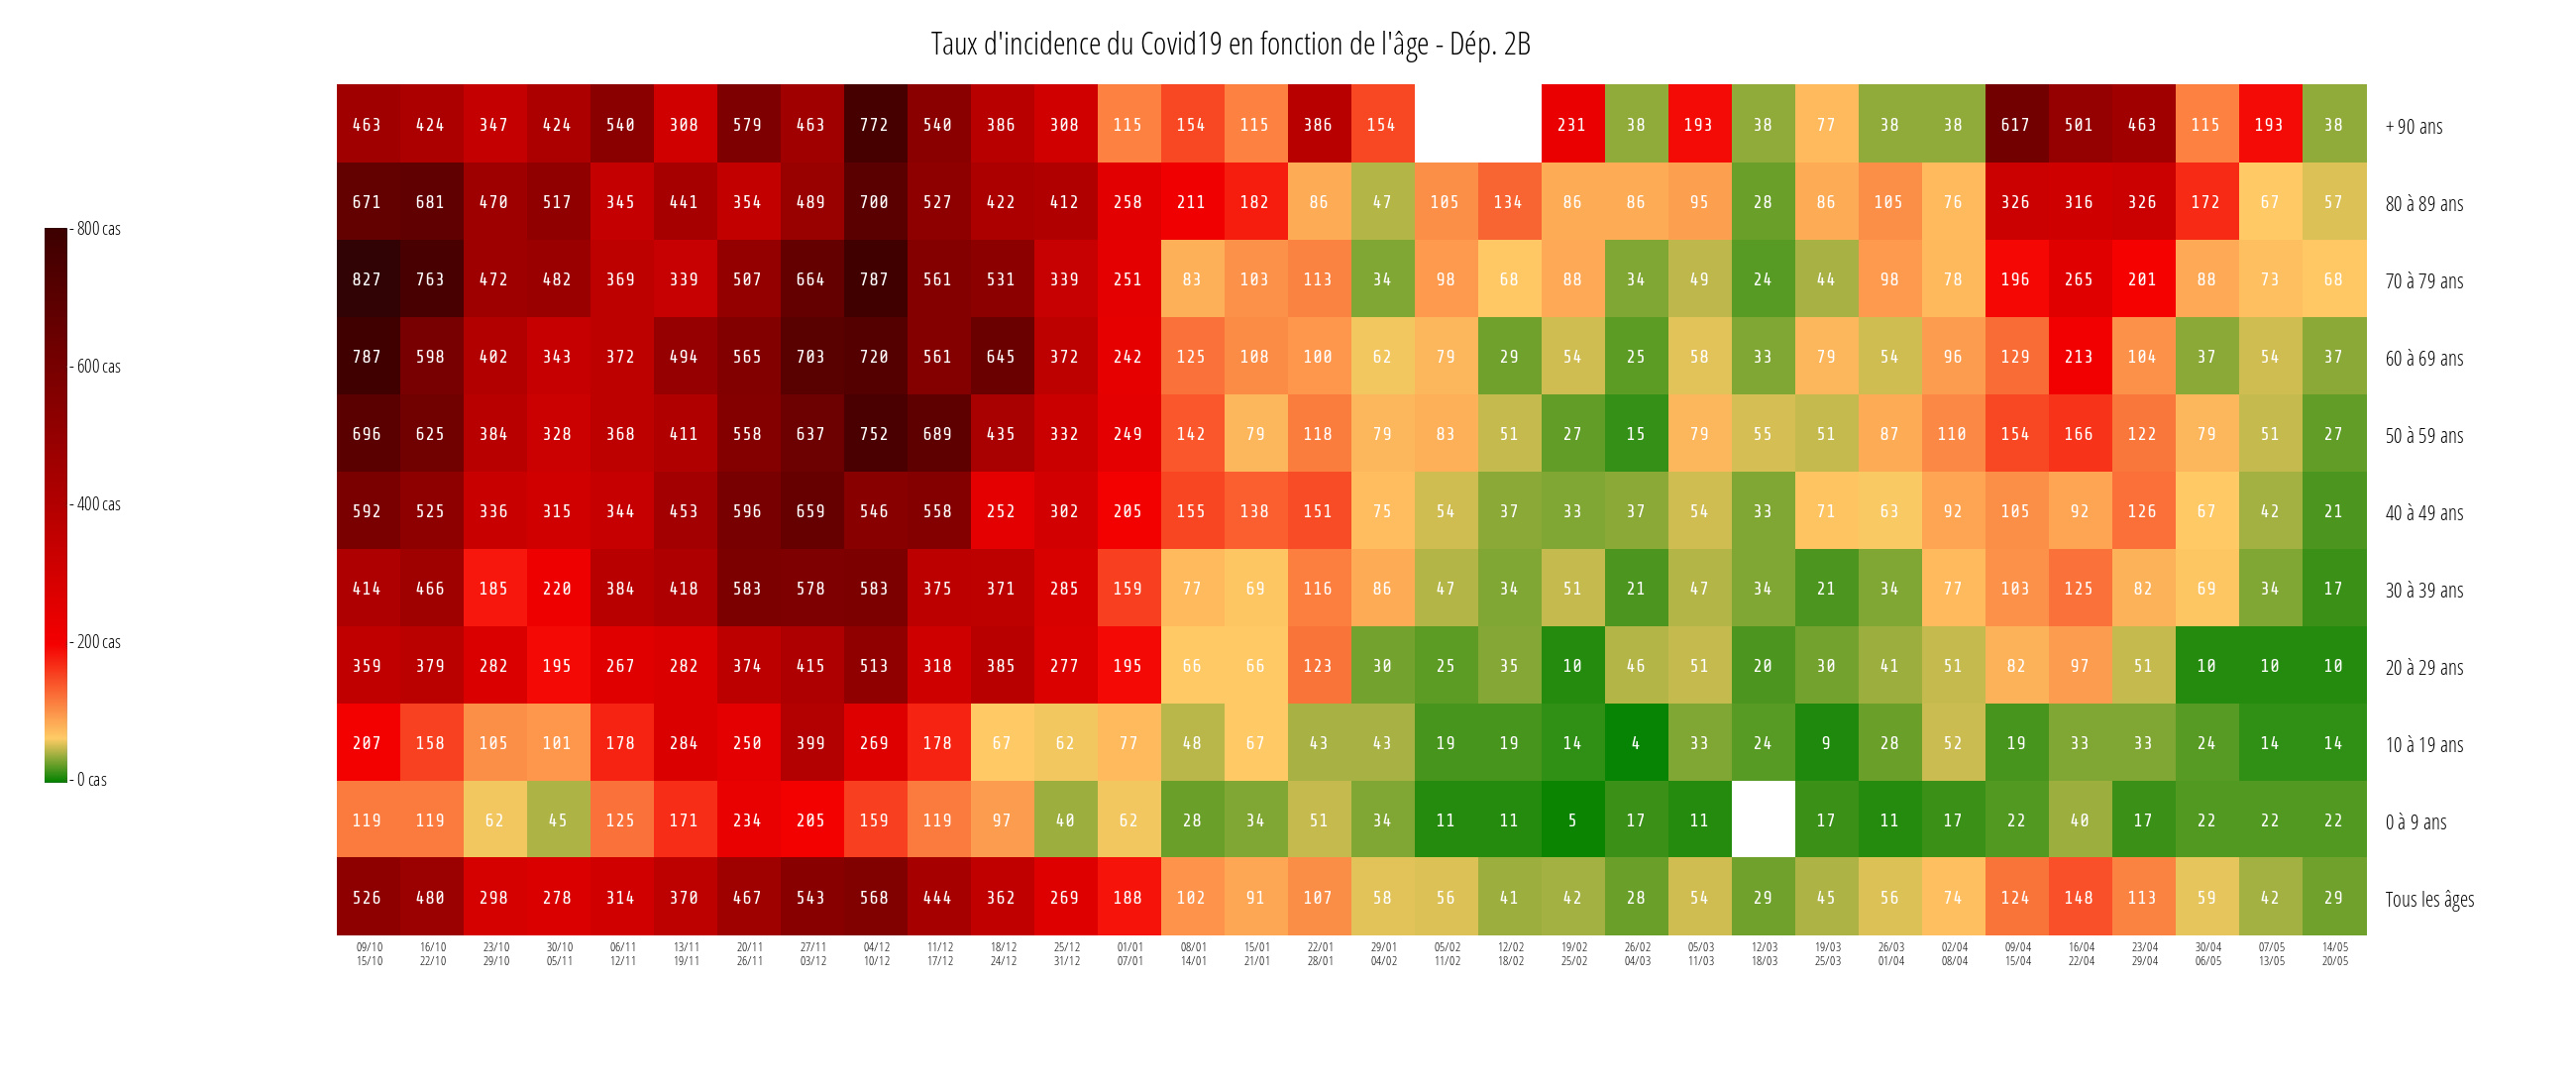 Taux d'incidence du Covid19 en fonction de l'âge - Dép. 2B
463 424 347 424 540 308 579 463 772 540 386 308 115 154 115 386 154 231 38 193 38 77 38 38 617 501 463 115 193 38 + 90 ans
671 681 470 517 345 441 354 489 700 527 422 412 258 211 182 86 47 105 134 86 86 95 28 86 105 76 326 316 326 172 67 57 80 à 89 ans
- 800 cas
827 763 472 482 369 339 507 664 787 561 531 339 251 83 103 113 34 98 68 88 34 49 24 44 98 78 196 265 201 88 73 68 70 à 79 ans
787 598 402 343 372 494 565 703 720 561 645 372 242 125 108 100 62 79 29 54 25 58 33 79 54 96 129 213 104 37 54 37 60 à 69 ans
- 600 cas
696 625 384 328 368 411 558 637 752 689 435 332 249 142 79 118 79 83 51 27 15 79 55 51 87 110 154 166 122 79 51 27 50 à 59 ans
- 400 cas
592 525 336 315 344 453 596 659 546 558 252 302 205 155 138 151 75 54 37 33 37 54 33 71 63 92 105 92 126 67 42 21 40 à 49 ans
414 466 185 220 384 418 583 578 583 375 371 285 159 77 69 116 86 47 34 51 21 47 34 21 34 77 103 125 82 69 34 17 30 à 39 ans
- 200 cas
359 379 282 195 267 282 374 415 513 318 385 277 195 66 66 123 30 25 35 10 46 51 20 30 41 51 82 97 51 10 10 10 20 à 29 ans
207 158 105 101 178 284 250 399 269 178 67 62 77 48 67 43 43 19 19 14 4 33 24 9 28 52 19 33 33 24 14 14 10 à 19 ans
- 0 cas
119 119 62 45 125 171 234 205 159 119 97 40 62 28 34 51 34 11 11 5 17 11 17 11 17 22 40 17 22 22 22 0 à 9 ans
526 480 298 278 314 370 467 543 568 444 362 269 188 102 91 107 58 56 41 42 28 54 29 45 56 74 124 148 113 59 42 29 Tous les âges
09/10 16/10 23/10 30/10 06/11 13/11 20/11 27/11 04/12 11/12 18/12 25/12 01/01 08/01 15/01 22/01 29/01 05/02 12/02 19/02 26/02 05/03 12/03 19/03 26/03 02/04 09/04 16/04 23/04 30/04 07/05 14/05
15/10 22/10 29/10 05/11 12/11 19/11 26/11 03/12 10/12 17/12 24/12 31/12 07/01 14/01 21/01 28/01 04/02 11/02 18/02 25/02 04/03 11/03 18/03 25/03 01/04 08/04 15/04 22/04 29/04 06/05 13/05 20/05